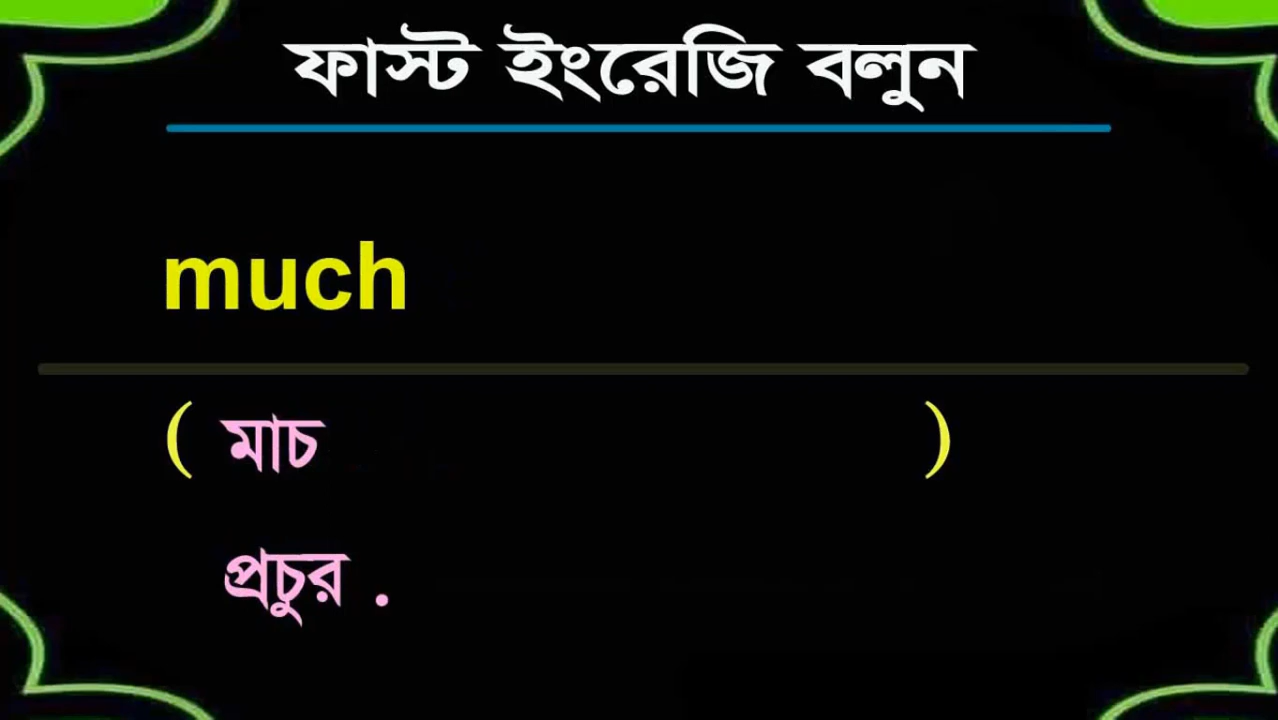 ফাস্ট ইংরেজি বলুন
much
( মাচ )
প্রচুর .